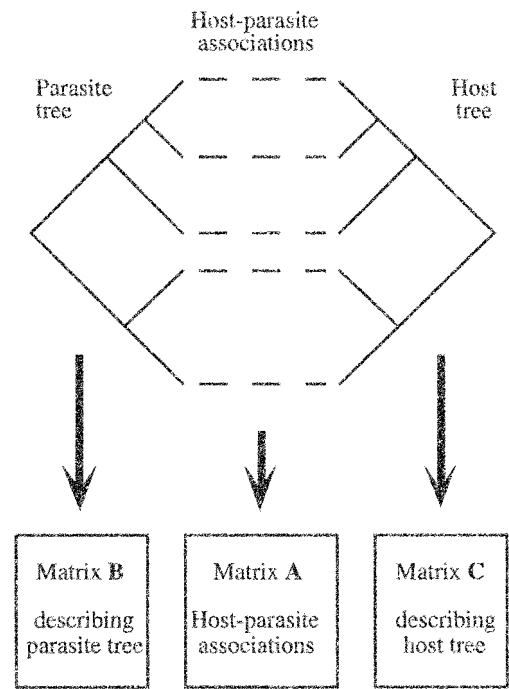 Host-parasite
associations
Parasite
tree
Host
tree
Matrix B
describing
parasite tree
Matrix A
Host-parasite
associations
Matrix C
describing
host tree